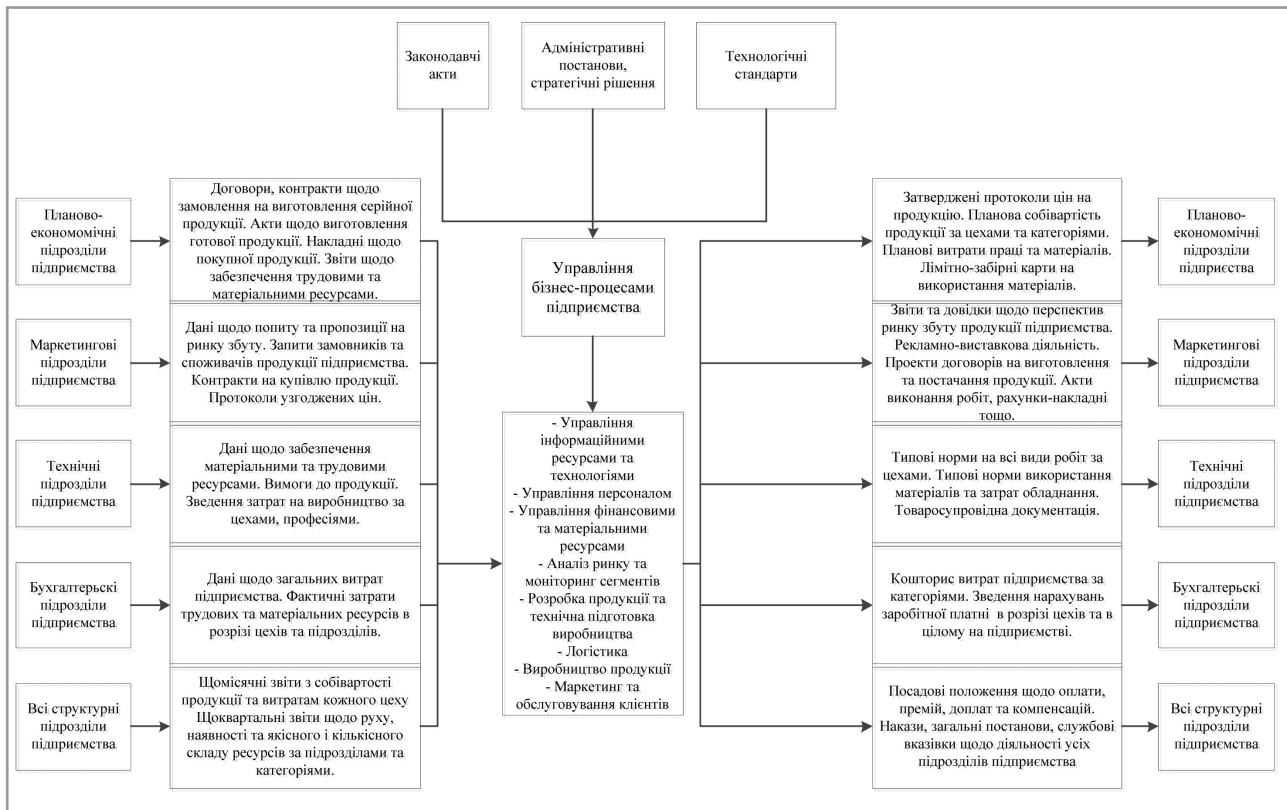 Законодавчі
акти
Адміністративні
постанови,
стратегічні рішення
Технологічні
стандарти
Планово-
економомічні
підрозділи
підприємства
Договори, контракти щодо
замовлення на виготовлення серійної
продукції. Акти щодо виготовлення
готової продукції. Накладні щодо
покупної продукції. Звіти щодо
забезпечення трудовими та
матеріальними ресурсами.
Маркетингові
підрозділи
підприємства
Дані щодо попиту та пропозиції на
ринку збуту. Запити замовників та
споживачів продукції підприємства.
Контракти на купівлю продукції.
Протоколи узгоджених цін.
Технічні
підрозділи
підприємства
Дані щодо забезпечення
матеріальними та трудовими
ресурсами. Вимоги до продукції.
Зведення затрат на виробництво за
цехами, професіями.
Бухгалтерьскі
підрозділи
підприємства
Дані щодо загальних витрат
підприємства. Фактичні затрати
трудових та матеріальних ресурсів в
розрізі цехів та підрозділів.
Всі структурні
підрозділи
підприємства
Щомісячні звіти з собівартості
продукції та витратам кожного цеху
Щоквартальні звіти щодо руху,
наявності та якісного і кількісного
складу ресурсів за підрозділами та
категоріями.
Управління
бізнес-процесами
підприємства
- Управління
інформаційними
ресурсами та
технологіями
- Управління персоналом
- Управління фінансовими
та матеріальними
ресурсами
- Аналіз ринку та
моніторинг сегментів
- Розробка продукції та
технічна підготовка
виробництва
- Логістика
- Виробництво продукції
- Маркетинг та
обслуговування клієнтів
Затверджені протоколи цін на
продукцію. Планова собівартість
продукції за цехами та категоріями.
Планові витрати праці та матеріалів.
Лімітно-забірні карти на
використання матеріалів.
Планово-
економомічні
підрозділи
підприєства
Звіти та довідки щодо перспектив
ринку збуту продукції підприємства.
Рекламно-виставкова діяльність.
Проекти договорів на виготовлення
та постачання продукції. Акти
виконання робіт, рахунки-накладні
тощо.
Маркетингові
підрозділи
підприємства
Типові норми на всі види робіт за
цехами. Типові норми використання
матеріалів та затрат обладнання.
Товаросупровідна документація.
Технічні
підрозділи
підприємства
Кошторис витрат підприємства за
категоріями. Зведення нарахувань
заробітної платні в розрізі цехів та в
цілому на підприємстві.
Бухгалтерьскі
підрозділи
підприємства
Посадові положення щодо оплати,
премій, доплат та компенсацій.
Накази, загальні постанови, службові
вказівки щодо діяльності усіх
підрозділів підприємства
Всі структурні
підрозділи
підприємства